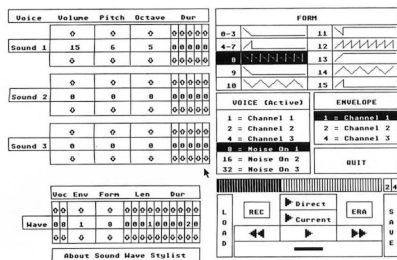 Voice Volume Pitch Octave Dur
Sound 1 15 6 5 0 0 0 0 0
Sound 2 0 0 0 0 0 0 0 0
Sound 3 0 0 0 0 0 0 0 0
Voc Env Form Len Dur
Wave 0 8 1 0 0 0 0 1 0 0 0 0 2 0
About Sound Wave Stylist
FORM
0-3
4-7
8
9
10
11
12
13
14
15
VOICE (Active)
1 = Channel 1
2 = Channel 2
4 = Channel 3
8 = Noise On 1
16 = Noise On 2
32 = Noise On 3
ENVELOPE
1 = Channel 1
2 = Channel 2
4 = Channel 3
QUIT
24
LOAD
REC
Direct
Current
ERA
SAVE